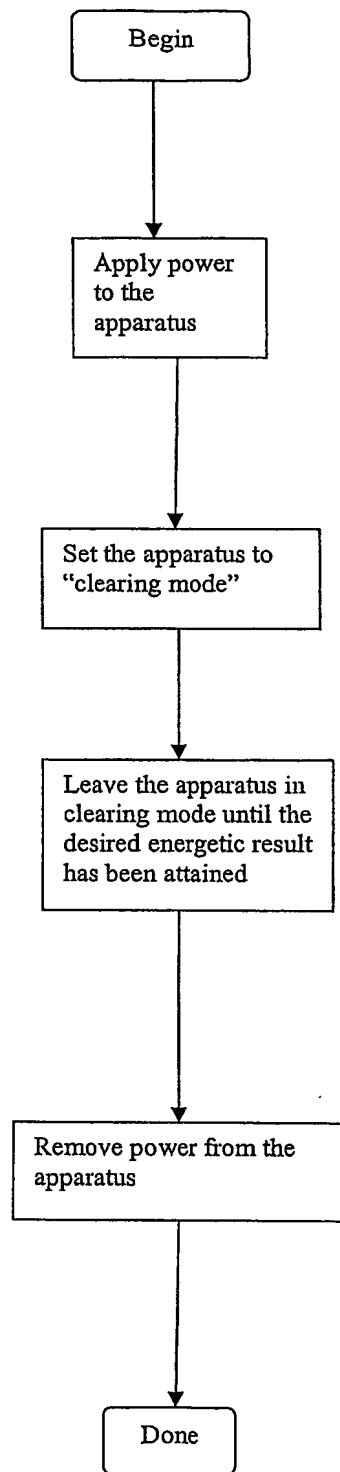 Begin
Apply power
to the
apparatus
Set the apparatus to
“clearing mode”
Leave the apparatus in
clearing mode until the
desired energetic result
has been attained
Remove power from the
apparatus
Done